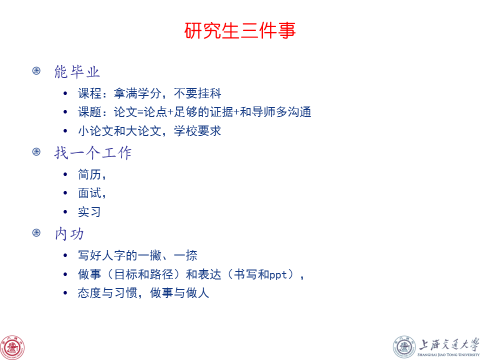 研究生三件事
能毕业
课程：拿满学分，不要挂科
课题：论文=论点+足够的证据+和导师多沟通
小论文和大论文，学校要求
找一个工作
简历，
面试，
实习
内功
写好人字的一撇、一捺
做事（目标和路径）和表达（书写和ppt），
态度与习惯，做事与做人
上海交通大学
SHANGHAI JIAO TONG UNIVERSITY